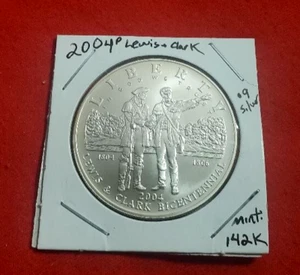 2004P Lewis + Clark
LIBERTY
.9
Silver
1804
1806
2004
LEWIS & CLARK BICENTENNIAL
Mint:
142K